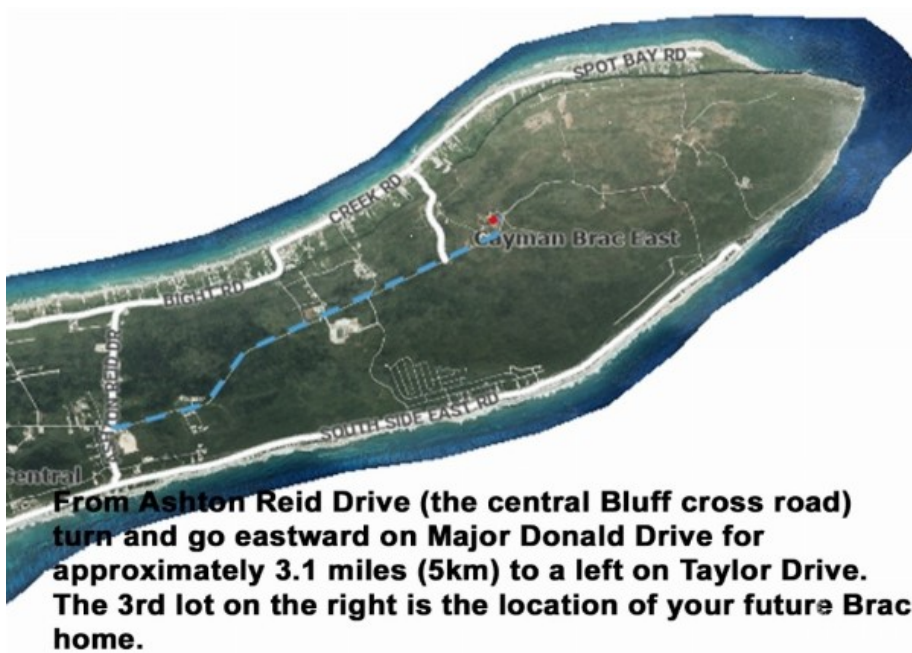 SPOT BAY RD
CREEK RD
Cayman Brac East
BIGHT RD
ASHTON REID DR
SOUTH SIDE EAST RD
Central
From Ashton Reid Drive (the central Bluff cross road)
turn and go eastward on Major Donald Drive for
approximately 3.1 miles (5km) to a left on Taylor Drive.
The 3rd lot on the right is the location of your future Brac
home.